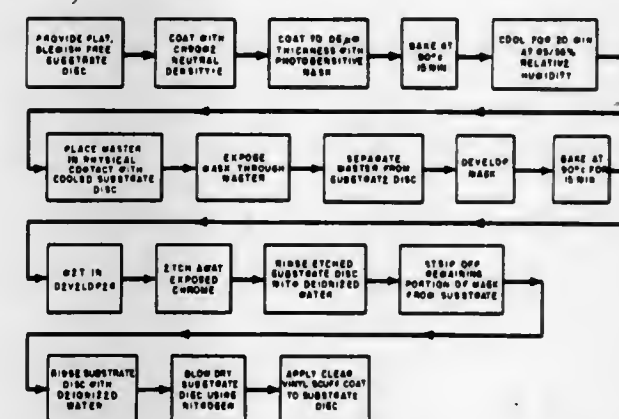 PROVIDE FLAT,
BLEMISH FREE
SUBSTRATE
DISC
COAT WITH
CHROME
NEUTRAL
COAT TO
THICKNESS WITH
PHOTOSENSITIVE
MASK
BAKE AT
90°C
15 MIN
COOL FOR 20 MIN
AT
RELATIVE
HUMIDITY
PLACE MASTER
IN PHYSICAL
CONTACT WITH
COOLED SUBSTRATE
DISC
EXPOSE
MASK THROUGH
MASTER
SEPARATE
MASTER FROM
SUBSTRATE DISC
DEVELOP
MASK
BAKE AT
90°C FOR
15 MIN
IN
ETCH AWAY
EXPOSED
CHROME
RINSE ETCHED
SUBSTRATE DISC
WITH DEIONIZED
WATER
STRIP OFF
REMAINING
PORTION OF MASK
FROM SUBSTRATE
RINSE SUBSTRATE
DISC WITH
DEIONIZED
WATER
BLOW DRY
SUBSTRATE
DISC USING
NITROGEN
APPLY CLEAR
VINYL SCUFF COAT
TO SUBSTRATE
DISC